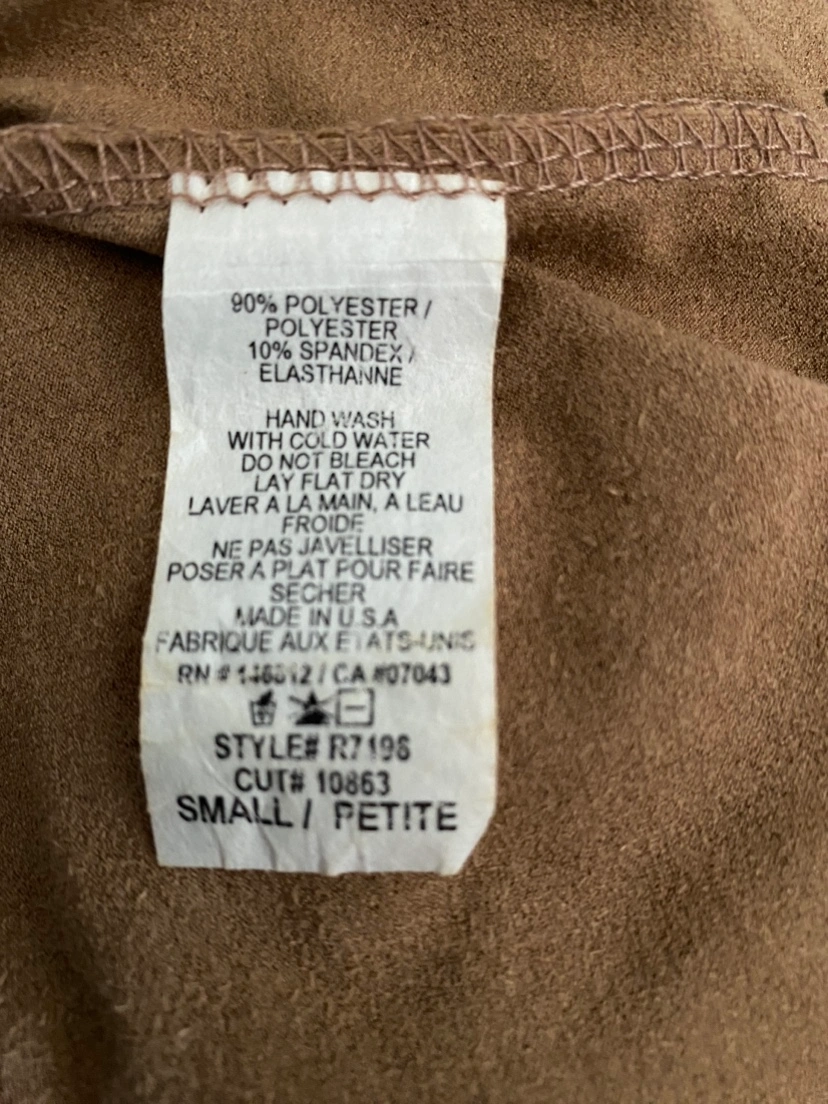 90% POLYESTER /
POLYESTER
10% SPANDEX /
ELASTHANNE
HAND WASH
WITH COLD WATER
DO NOT BLEACH
LAY FLAT DRY
LAVER A LA MAIN, A LEAU
FROIDE
NE PAS JAVELLISER
POSER A PLAT POUR FAIRE
SECHER
MADE IN U.S.A
FABRIQUE AUX ETATS-UNIS
RN # / CA #07043
STYLE#
CUT# 10863
SMALL / PETITE